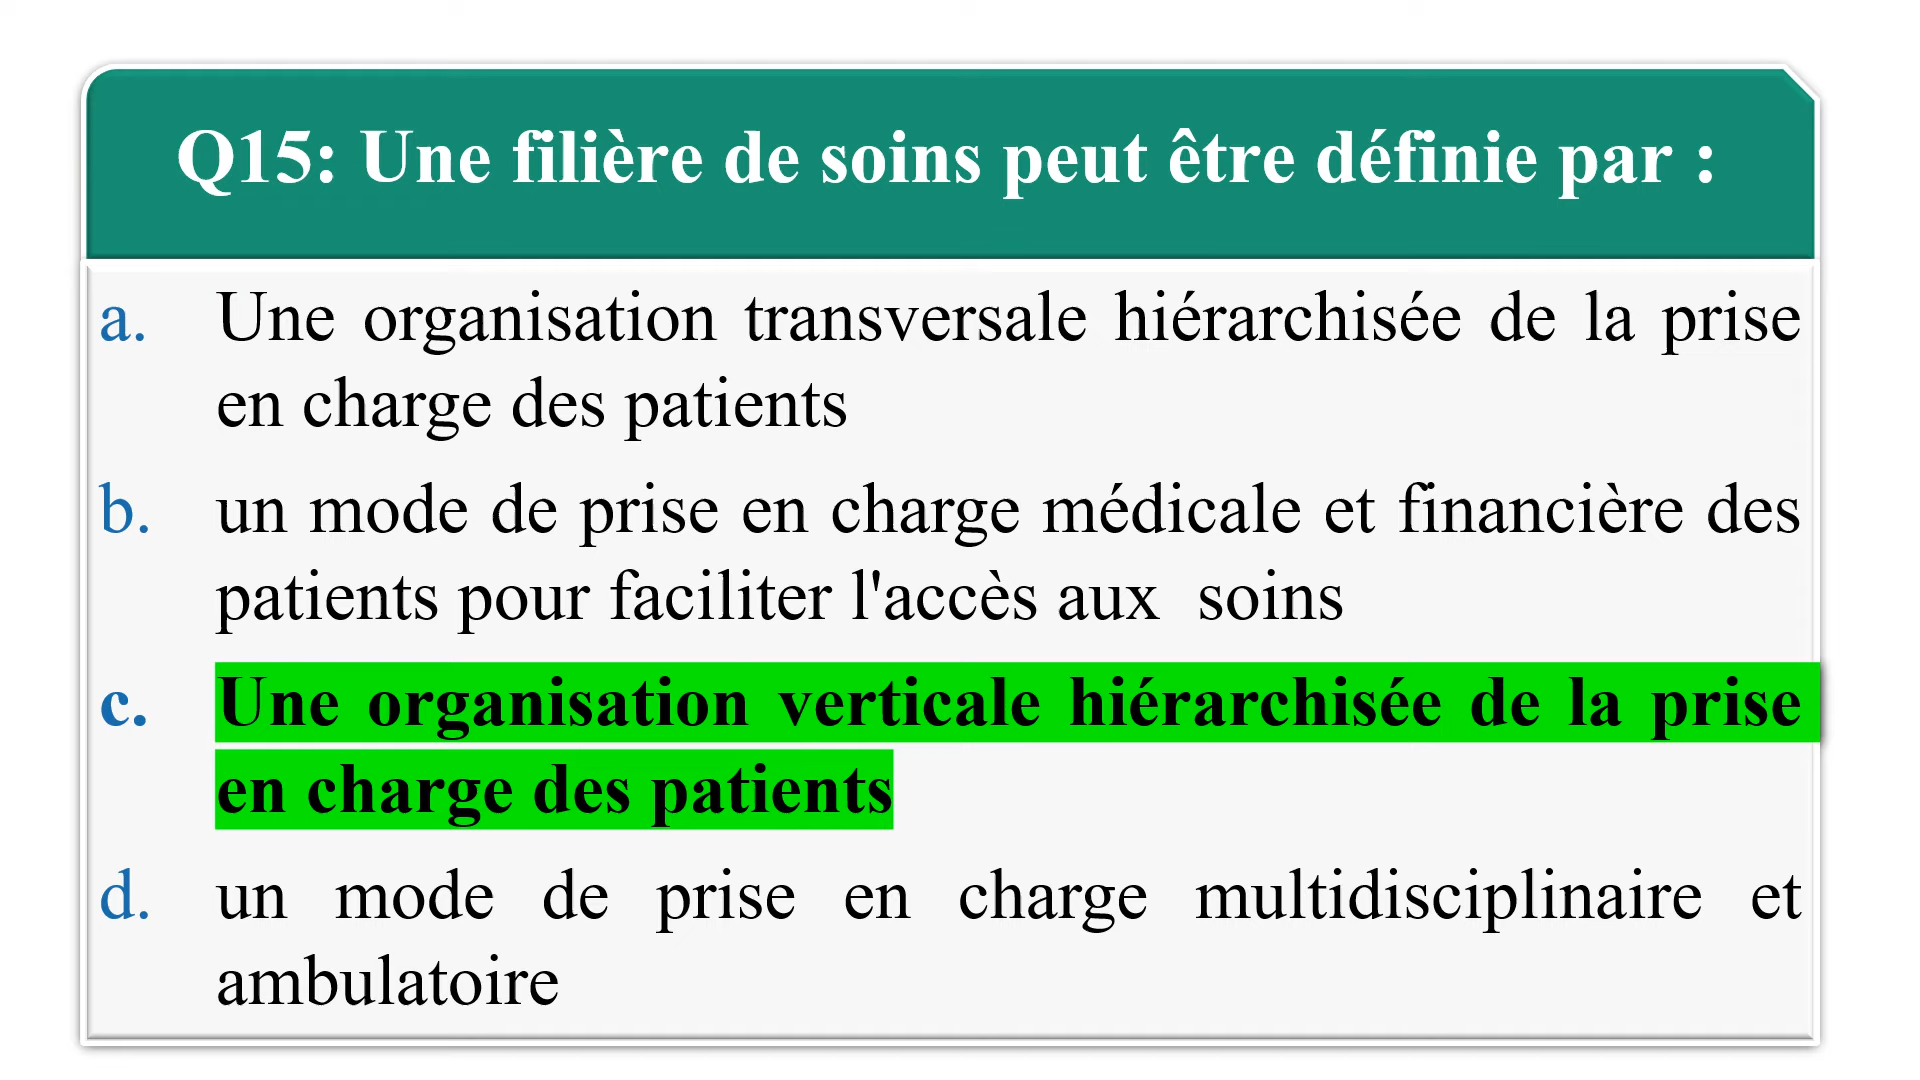 Q15: Une filière de soins peut être définie par :
a. Une organisation transversale hiérarchisée de la prise
en charge des patients
b. un mode de prise en charge médicale et financière des
patients pour faciliter l'accès aux  soins
c. Une organisation verticale hiérarchisée de la prise
en charge des patients
d. un mode de prise en charge multidisciplinaire et
ambulatoire